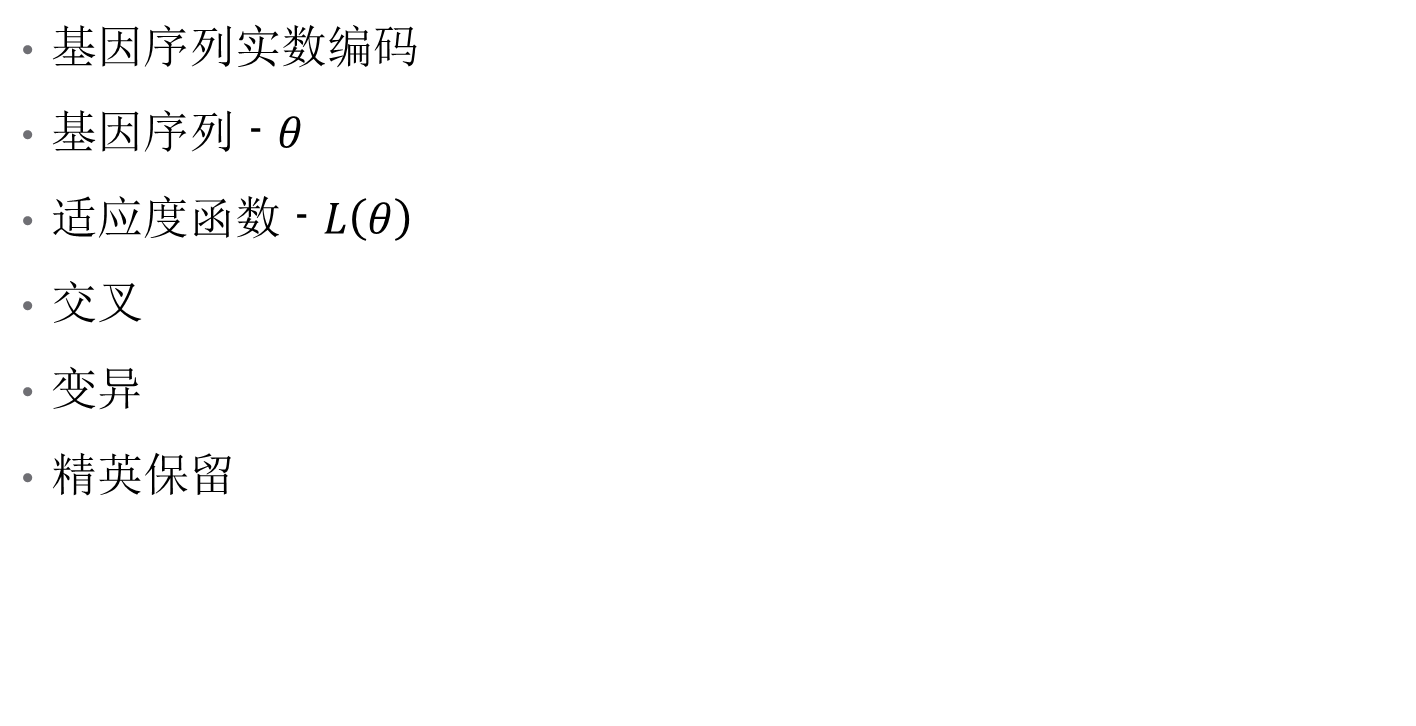 • 基因序列实数编码
• 基因序列 - θ
• 适应度函数 - L(θ)
• 交叉
• 变异
• 精英保留